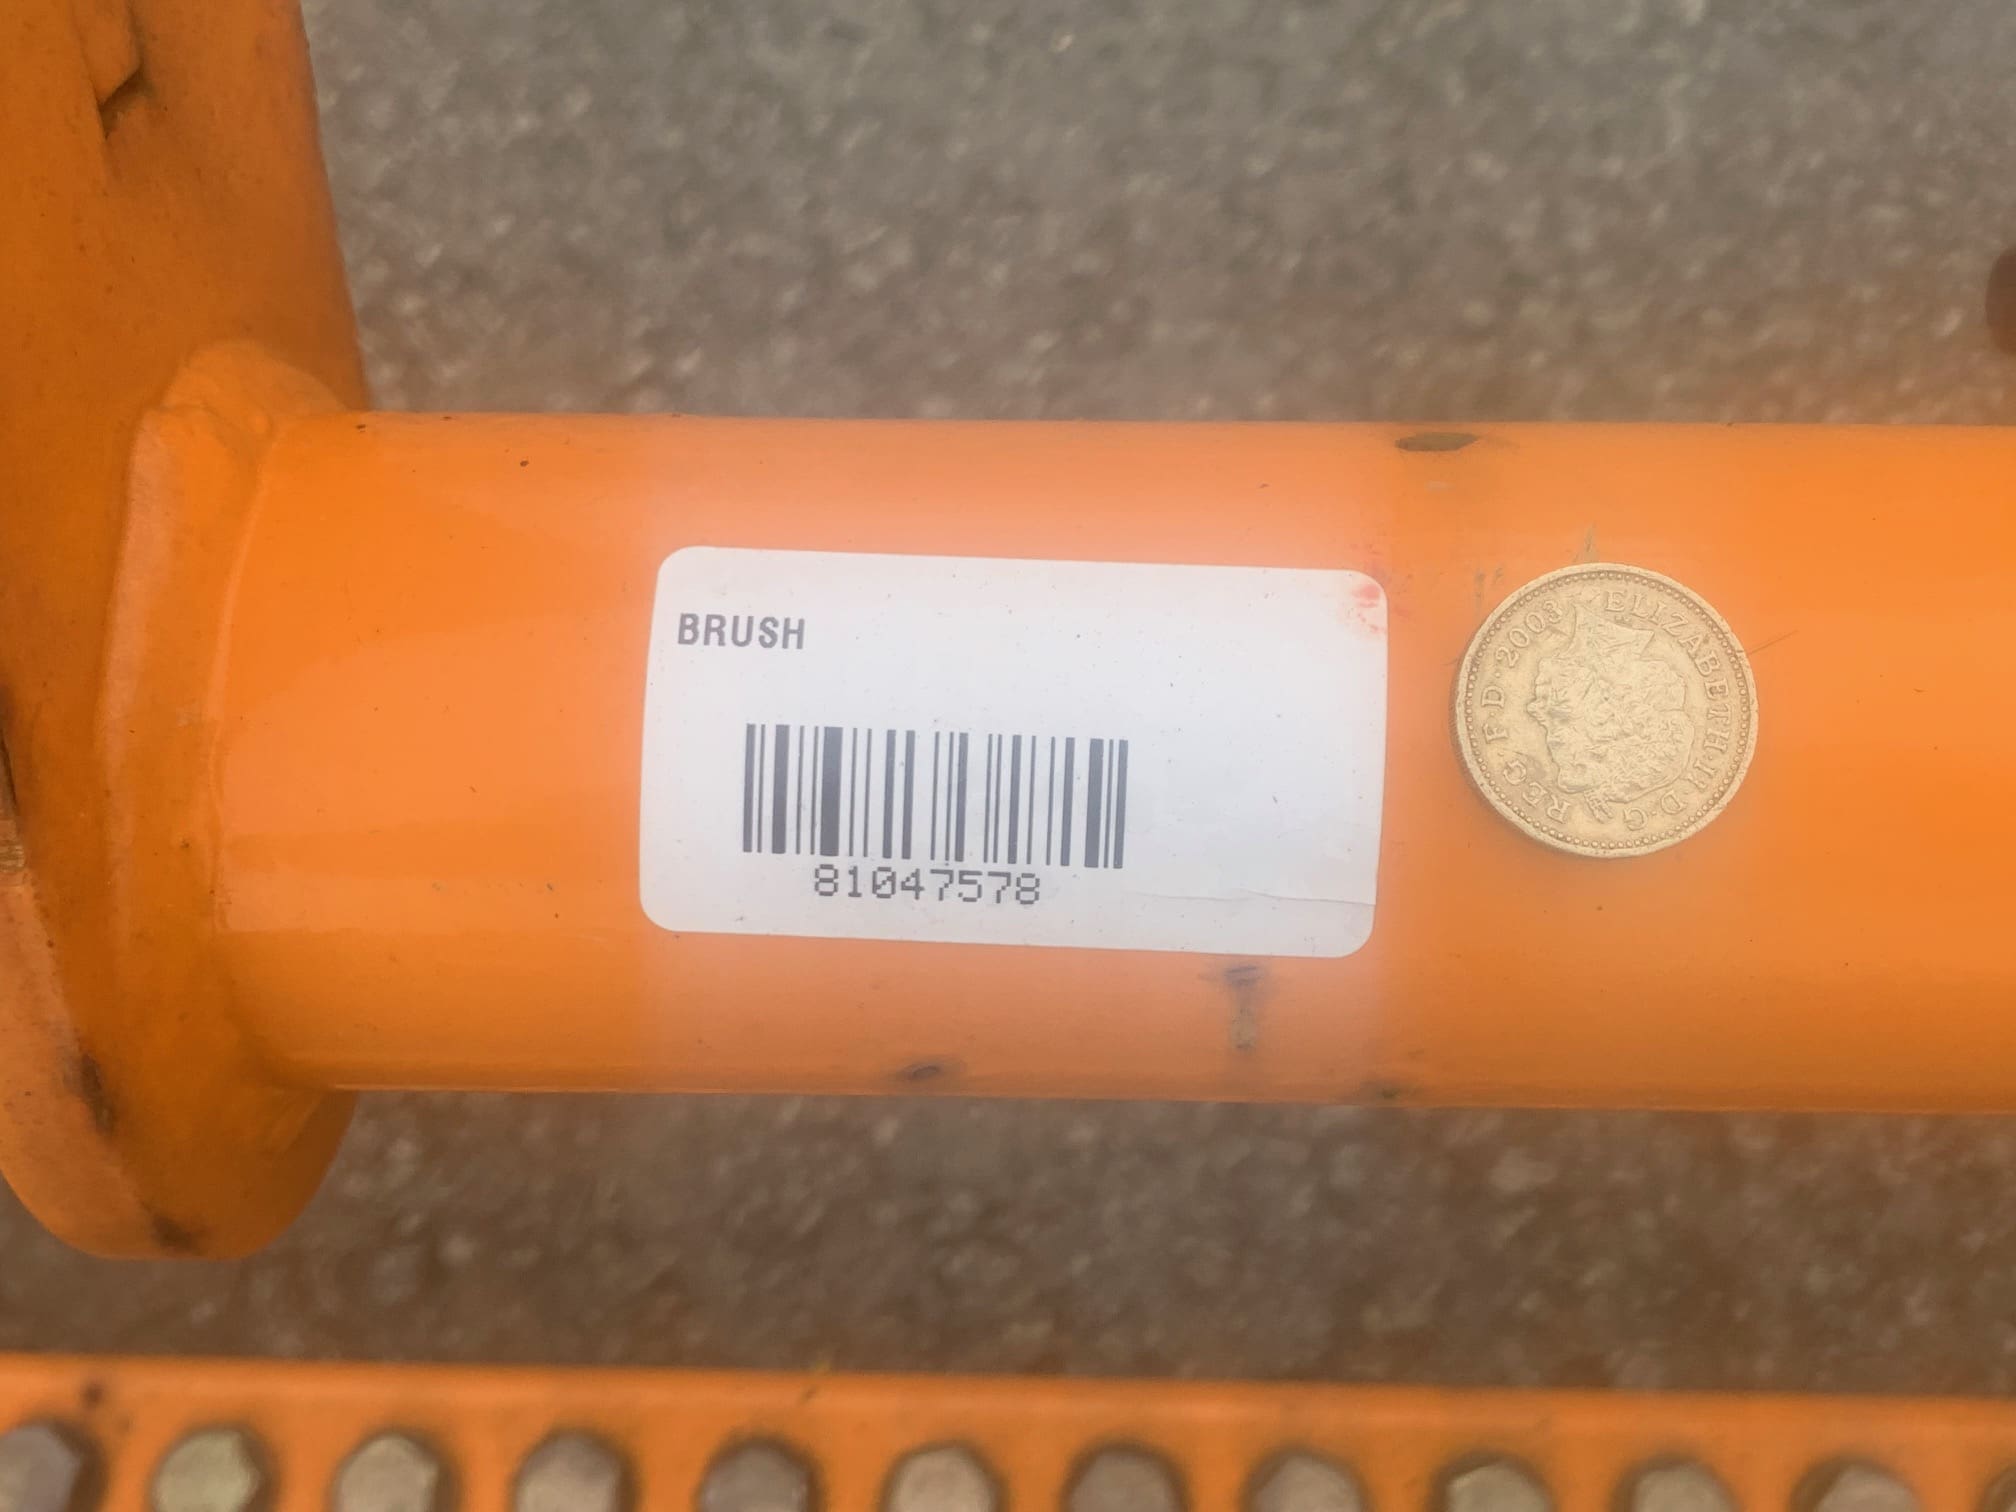 BRUSH
81047578
ELIZABETH·II·D·G
REG·F·D·2003